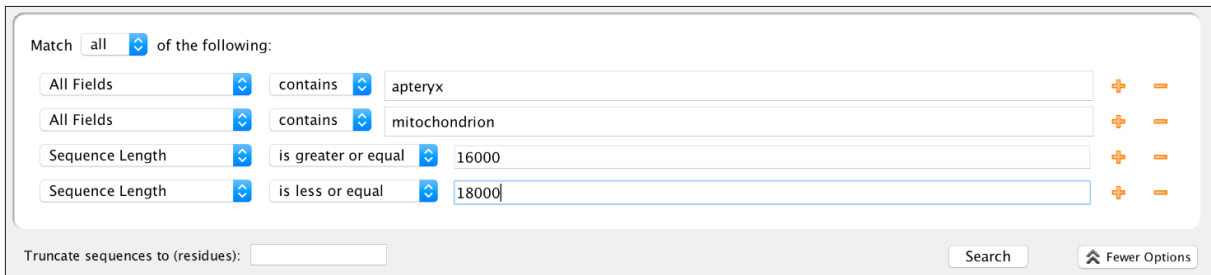 Match all of the following:
All Fields contains apteryx
All Fields contains mitochondrion
Sequence Length is greater or equal 16000
Sequence Length is less or equal 18000
Truncate sequences to (residues): Search Fewer Options